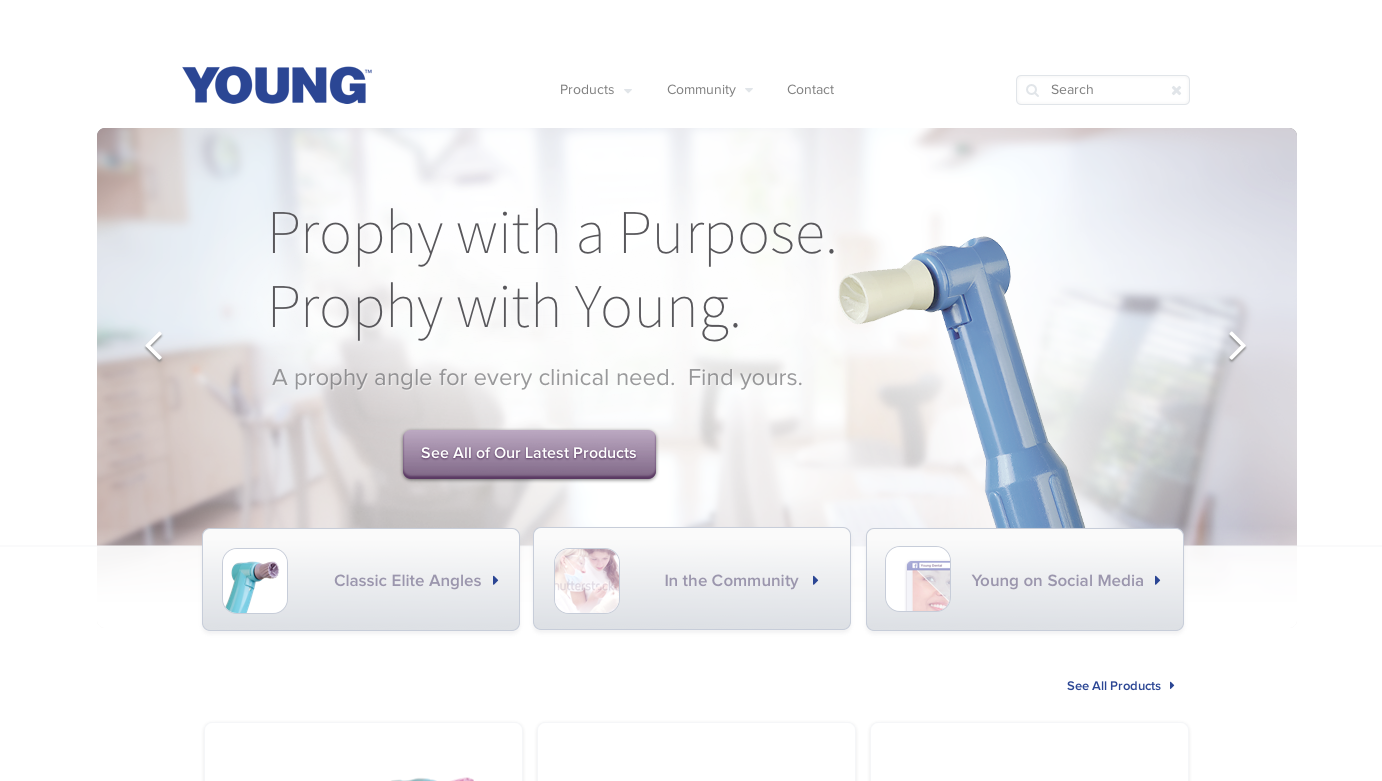 YOUNG™
Products
Community
Contact
Search
Prophy with a Purpose.
Prophy with Young.
A prophy angle for every clinical need. Find yours.
See All of Our Latest Products
Classic Elite Angles
In the Community
Young on Social Media
See All Products